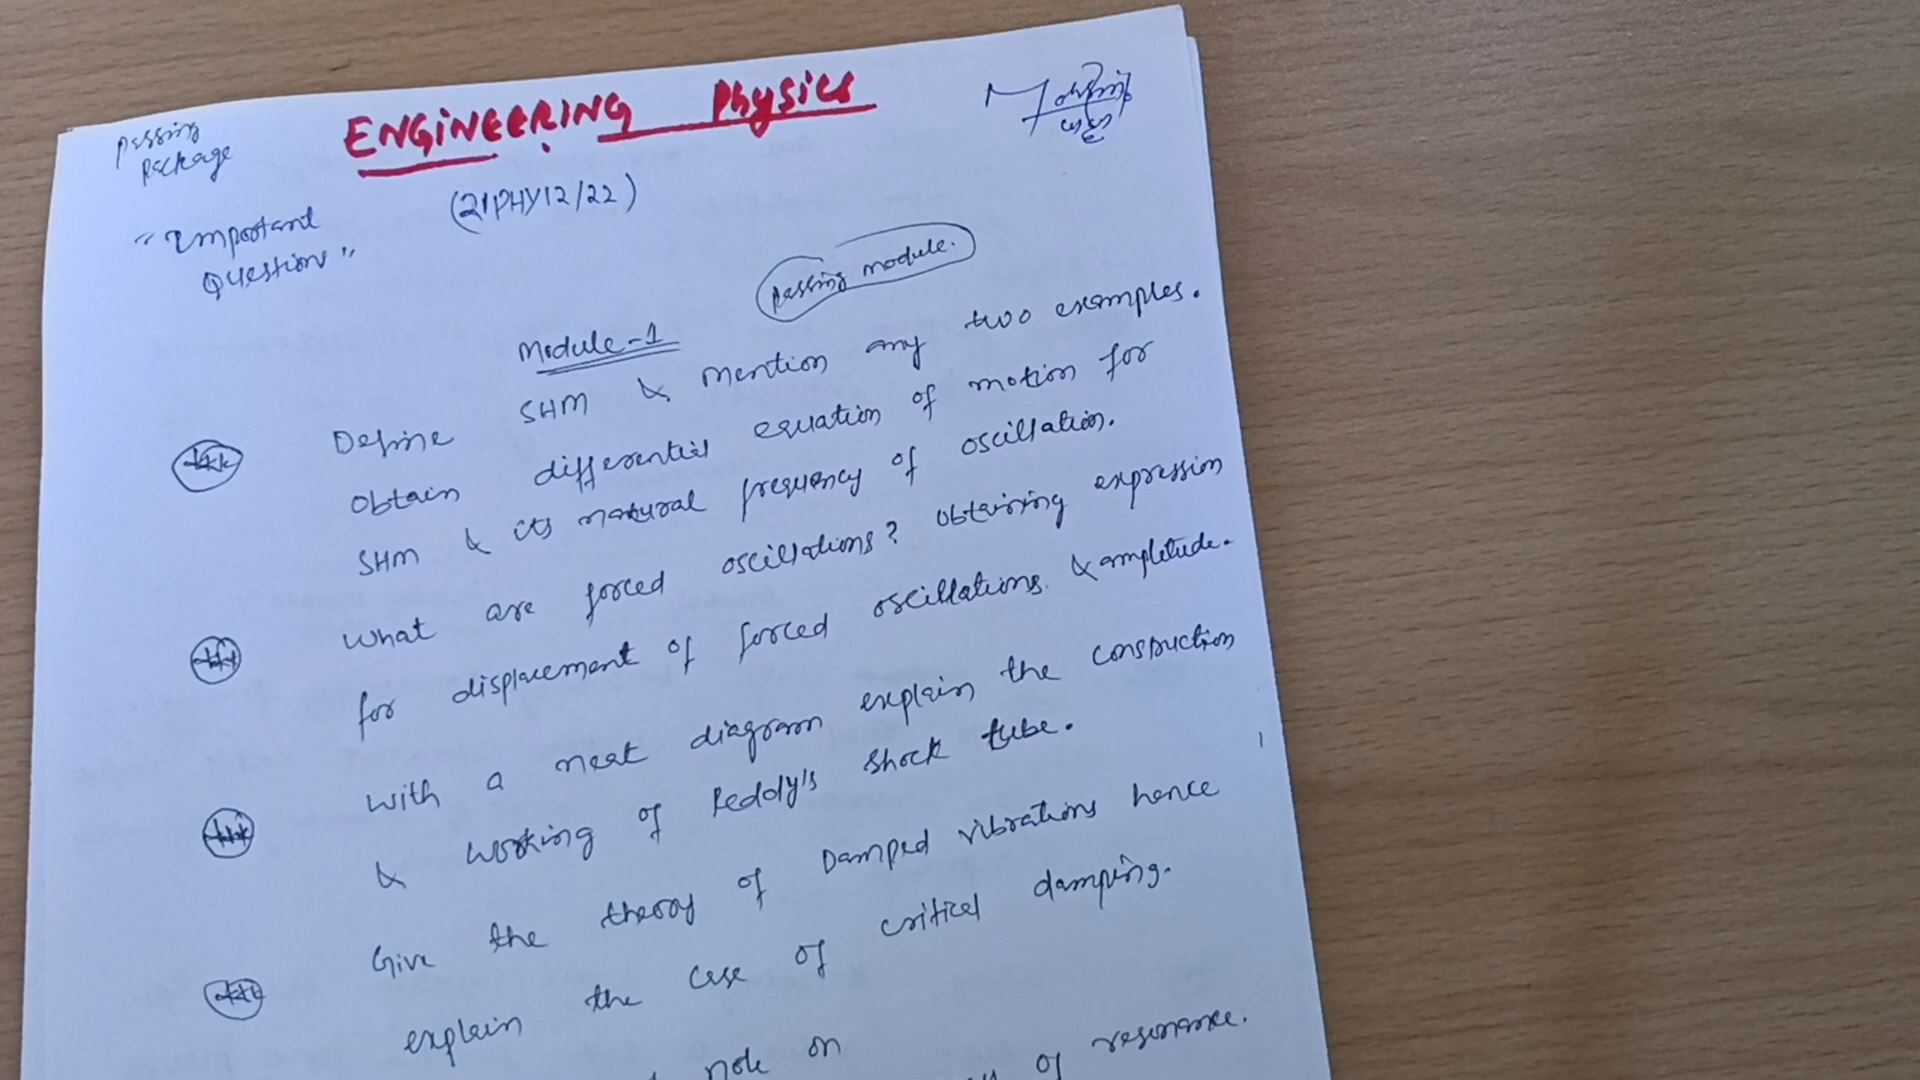 Passing
Package
ENGINEERING Physics
(21PHY12/22)
"Important
Question"
passing module.
Module-1
Define SHM & mention any two examples.
Obtain differential equation of motion for
SHM & its natural frequency of oscillation.
What are forced oscillations? obtaining expression
for displacement of forced oscillations. & amplitude.
With a neat diagram explain the construction
& working of Reddy's shock tube.
Give the theory of Damped vibrations hence
explain the case of critical damping.
note on
of resonance.